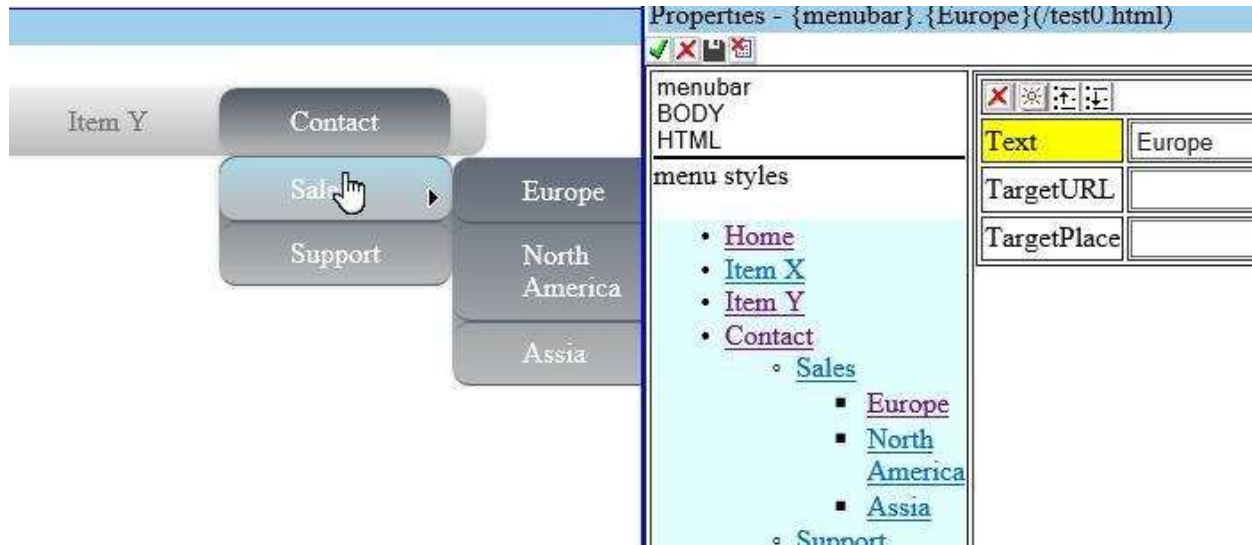 Item Y
Contact
Sales
Europe
Support
North
America
Assia
Properties - {menubar}.{Europe}(/test0.html)
menubar
BODY
HTML
menu styles
Home
Item X
Item Y
Contact
Sales
Europe
North
America
Assia
Support
Text Europe
TargetURL
TargetPlace